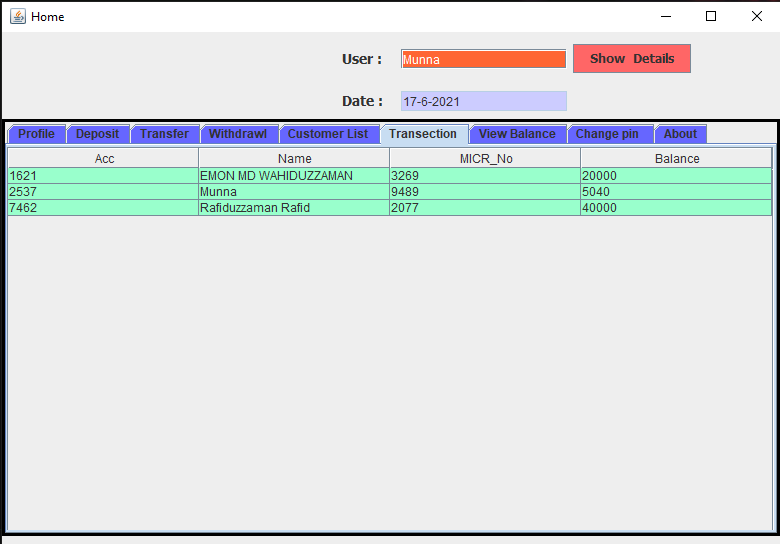 Home
User : Munna Show Details
Date : 17-6-2021
Profile Deposit Transfer Withdrawl Customer List Transection View Balance Change pin About
Acc Name MICR_No Balance
1621 EMON MD WAHIDUZZAMAN 3269 20000
2537 Munna 9489 5040
7462 Rafiduzzaman Rafid 2077 40000